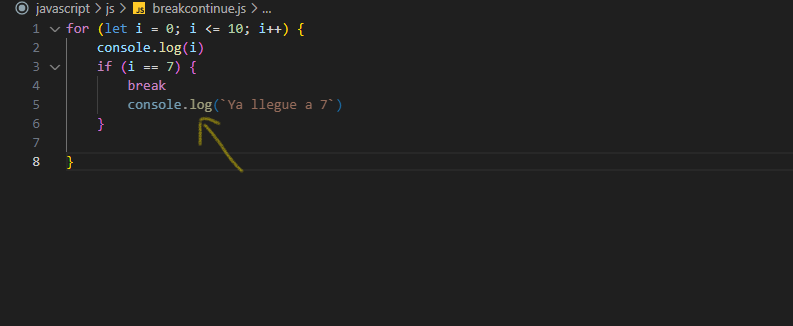 javascript > js > JS breakcontinue.js > ...
1 for (let i = 0; i <= 10; i++) {
2 console.log(i)
3 if (i == 7) {
4 break
5 console.log(`Ya llegue a 7`)
6 }
7
8 }